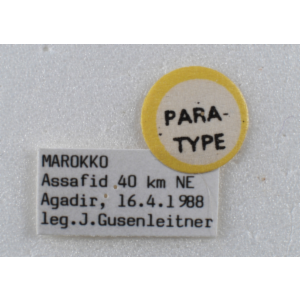 PARA-
TYPE
MAROKKO
Assafid 40 km NE
Agadir, 16.4.1988
leg.J.Gusenleitner